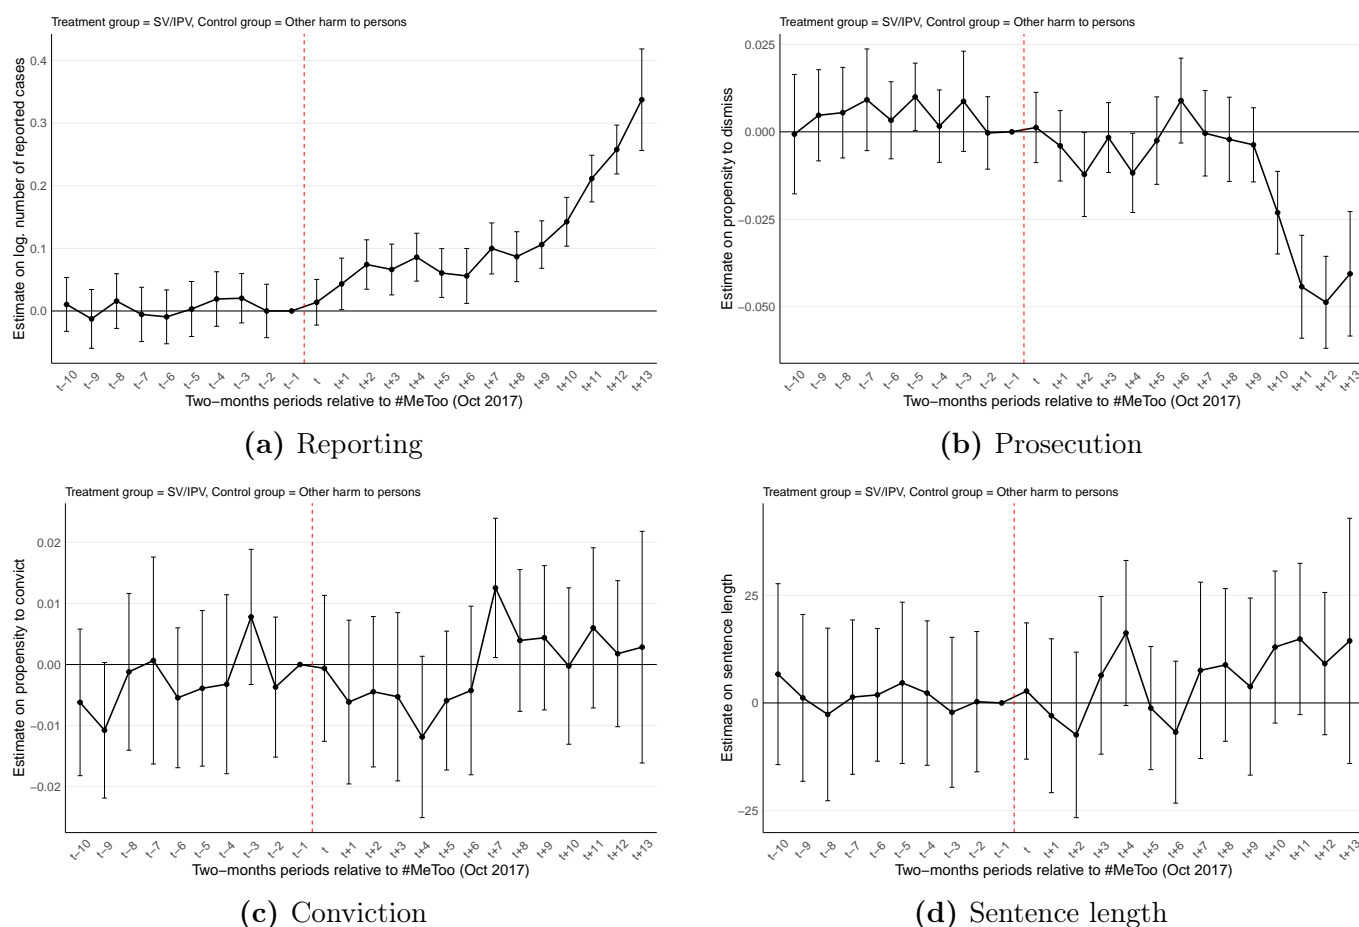 Treatment group = SV/IPV, Control group = Other harm to persons
Estimate on log. number of reported cases
0.4
0.3
0.2
0.1
0.0
t−10 t−9 t−8 t−7 t−6 t−5 t−4 t−3 t−2 t−1 t t+1 t+2 t+3 t+4 t+5 t+6 t+7 t+8 t+9 t+10 t+11 t+12 t+13
Two−months periods relative to #MeToo (Oct 2017)
(a) Reporting
Treatment group = SV/IPV, Control group = Other harm to persons
Estimate on propensity to dismiss
0.025
0.000
−0.025
−0.050
t−10 t−9 t−8 t−7 t−6 t−5 t−4 t−3 t−2 t−1 t t+1 t+2 t+3 t+4 t+5 t+6 t+7 t+8 t+9 t+10 t+11 t+12 t+13
Two−months periods relative to #MeToo (Oct 2017)
(b) Prosecution
Treatment group = SV/IPV, Control group = Other harm to persons
Estimate on propensity to convict
0.02
0.01
0.00
−0.01
−0.02
t−10 t−9 t−8 t−7 t−6 t−5 t−4 t−3 t−2 t−1 t t+1 t+2 t+3 t+4 t+5 t+6 t+7 t+8 t+9 t+10 t+11 t+12 t+13
Two−months periods relative to #MeToo (Oct 2017)
(c) Conviction
Treatment group = SV/IPV, Control group = Other harm to persons
Estimate on sentence length
25
0
−25
t−10 t−9 t−8 t−7 t−6 t−5 t−4 t−3 t−2 t−1 t t+1 t+2 t+3 t+4 t+5 t+6 t+7 t+8 t+9 t+10 t+11 t+12 t+13
Two−months periods relative to #MeToo (Oct 2017)
(d) Sentence length